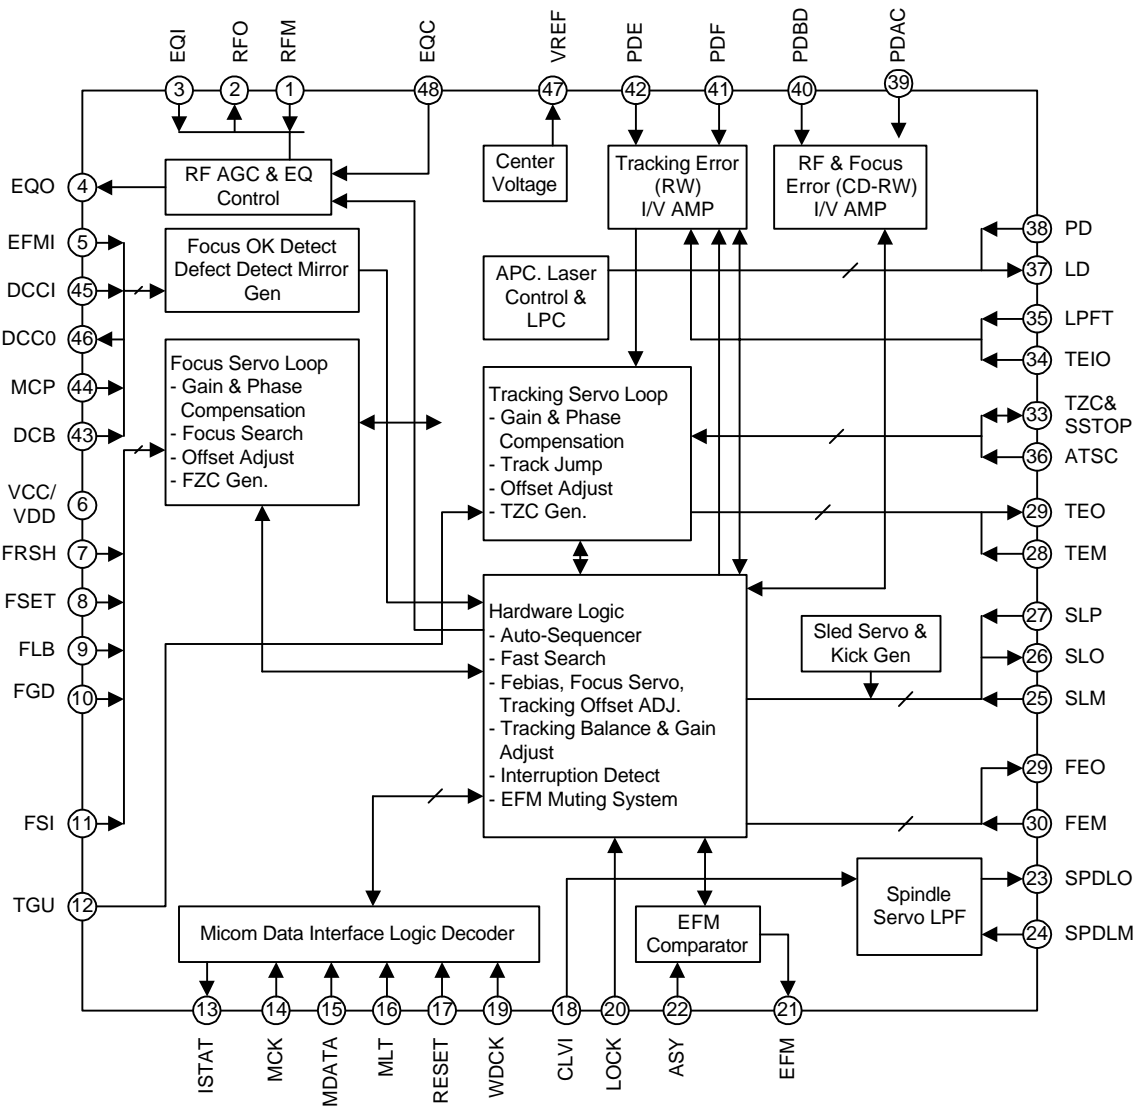 EQI
RFO
RFM
EQC
VREF
PDE
PDF
PDBD
PDAC
3
2
1
48
47
42
41
40
39
EQO
4
EFMI
5
DCCI
45
DCC0
46
MCP
44
DCB
43
VCC/
VDD
6
FRSH
7
FSET
8
FLB
9
FGD
10
FSI
11
TGU
12
RF AGC & EQ
Control
Focus OK Detect
Defect Detect Mirror
Gen
Focus Servo Loop
- Gain & Phase
Compensation
- Focus Search
- Offset Adjust
- FZC Gen.
Center
Voltage
Tracking Error
(RW)
I/V AMP
RF & Focus
Error (CD-RW)
I/V AMP
APC. Laser
Control &
LPC
Tracking Servo Loop
- Gain & Phase
Compensation
- Track Jump
- Offset Adjust
- TZC Gen.
Hardware Logic
- Auto-Sequencer
- Fast Search
- Febias, Focus Servo,
Tracking Offset ADJ.
- Tracking Balance & Gain
Adjust
- Interruption Detect
- EFM Muting System
Sled Servo &
Kick Gen
Spindle
Servo LPF
EFM
Comparator
Micom Data Interface Logic Decoder
38
PD
37
LD
35
LPFT
34
TEIO
33
TZC&
SSTOP
36
ATSC
29
TEO
28
TEM
27
SLP
26
SLO
25
SLM
29
FEO
30
FEM
23
SPDLO
24
SPDLM
13
14
15
16
17
19
18
20
22
21
ISTAT
MCK
MDATA
MLT
RESET
WDCK
CLVI
LOCK
ASY
EFM